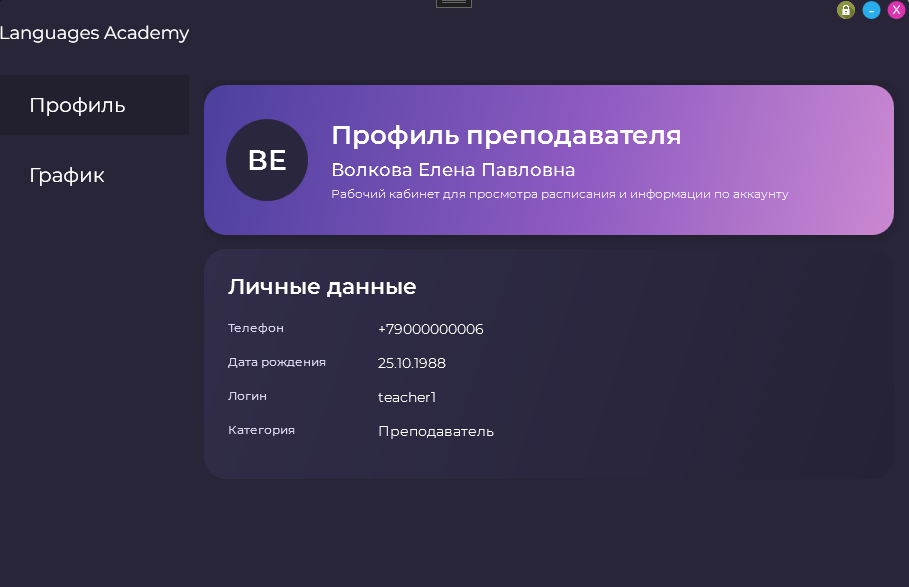 Languages Academy
X
Профиль
График
ВЕ
Профиль преподавателя
Волкова Елена Павловна
Рабочий кабинет для просмотра расписания и информации по аккаунту
Личные данные
Телефон +79000000006
Дата рождения 25.10.1988
Логин teacher1
Категория Преподаватель